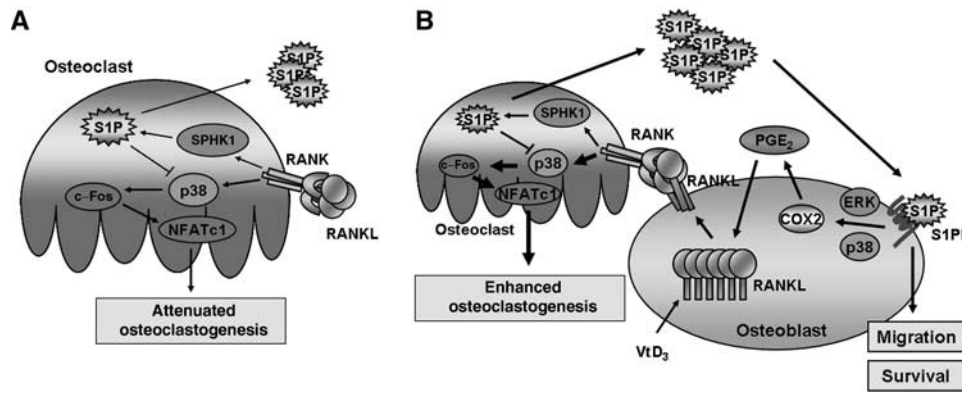 A
Osteoclast
S1P
S1P
S1P
S1P
SPHK1
RANK
p38
c-Fos
NFATc1
RANKL
Attenuated
osteoclastogenesis
B
S1P
S1P
S1P
S1P
S1P
S1P
SPHK1
RANK
p38
c-Fos
NFATc1
RANKL
Osteoclast
Enhanced
osteoclastogenesis
PGE2
COX2
ERK
p38
S1P
S1P
RANKL
Osteoblast
VtD3
Migration
Survival